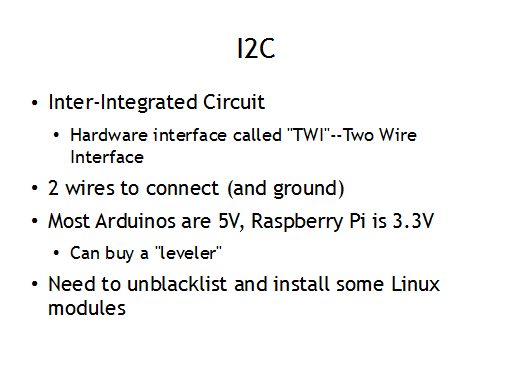 I2C
• Inter-Integrated Circuit
• Hardware interface called "TWI"--Two Wire
Interface
• 2 wires to connect (and ground)
• Most Arduinos are 5V, Raspberry Pi is 3.3V
• Can buy a "leveler"
• Need to unblacklist and install some Linux
modules